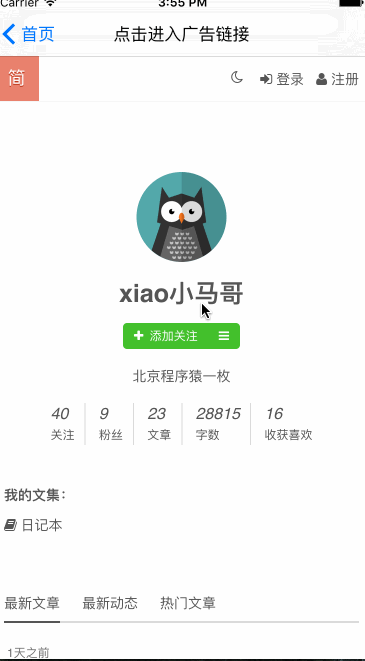 Carrier 3:55 PM
首页 点击进入广告链接
简 登录 注册
xiao小马哥
添加关注
北京程序猿一枚
40 9 23 28815 16
关注 粉丝 文章 字数 收获喜欢
我的文集:
日记本
最新文章 最新动态 热门文章
1天之前